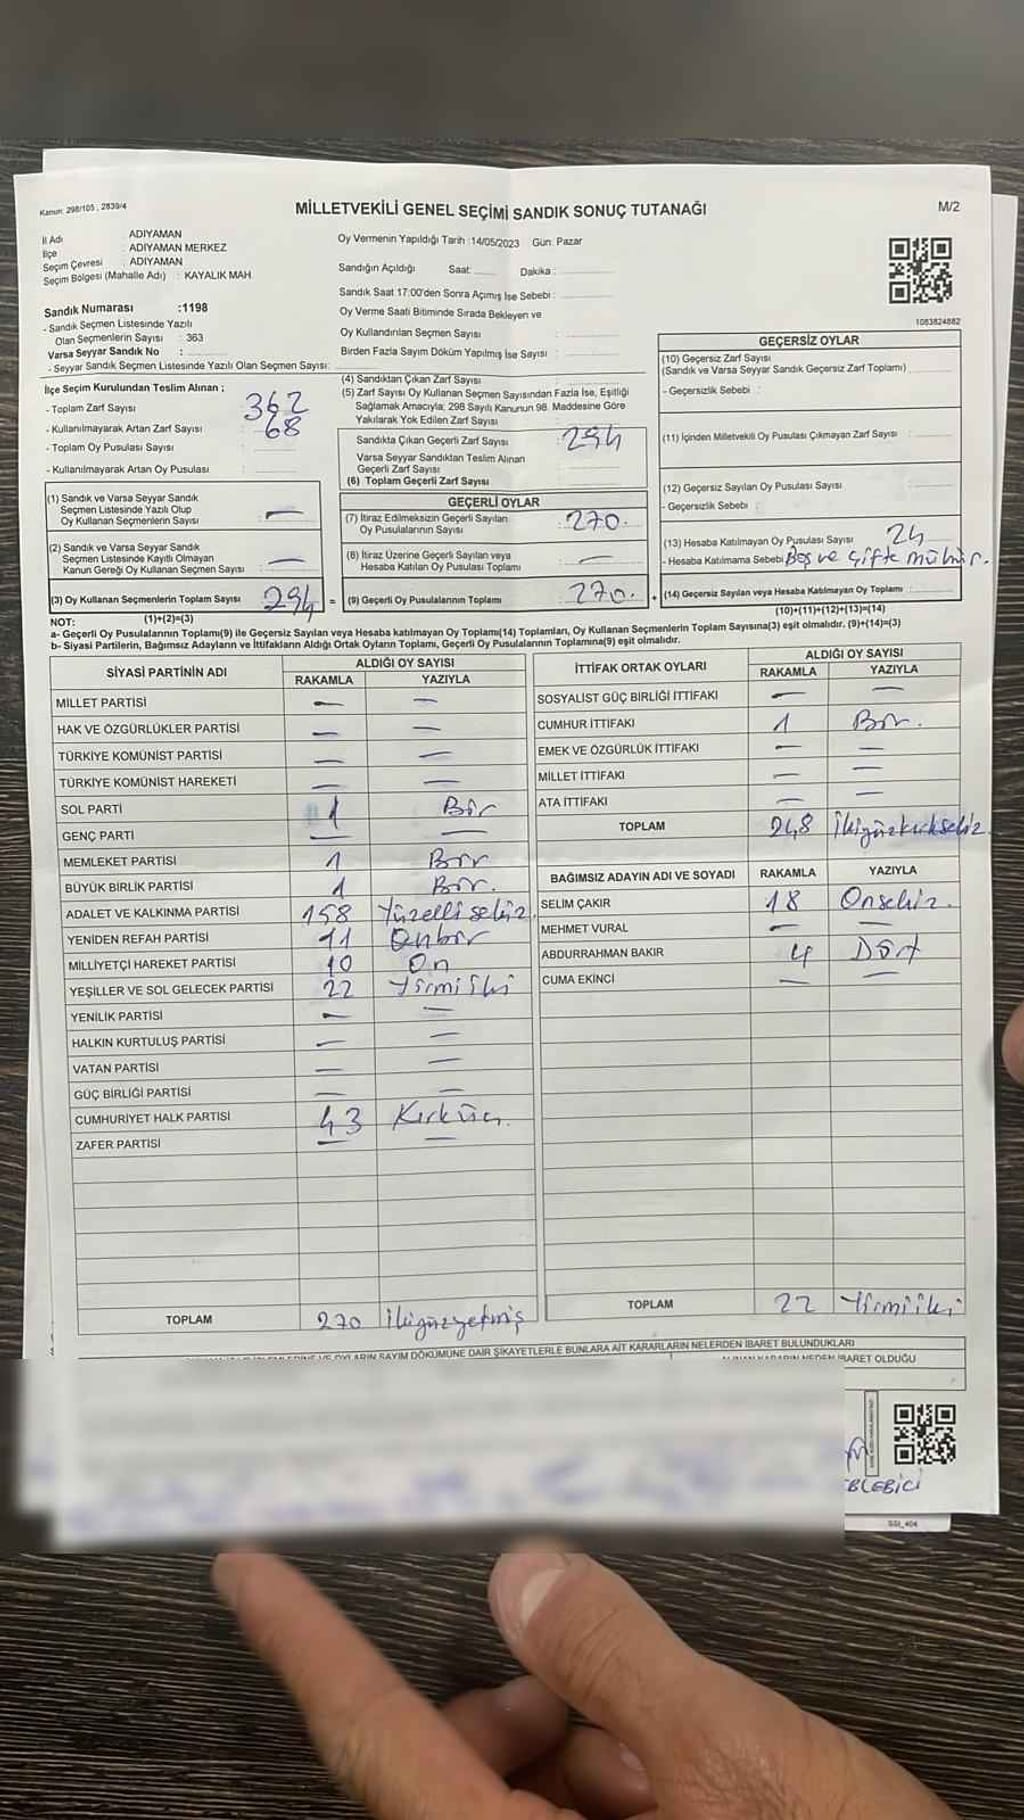 Kanun: 298/105 ; 2839/4
MİLLETVEKİLİ GENEL SEÇİMİ SANDIK SONUÇ TUTANAĞI
M/2
İl Adı : ADIYAMAN
İlçe : ADIYAMAN MERKEZ
Seçim Çevresi : ADIYAMAN
Seçim Bölgesi (Mahalle Adı) : KAYALIK MAH
Sandık Numarası :1198
- Sandık Seçmen Listesinde Yazılı
Olan Seçmenlerin Sayısı : 363
Varsa Seyyar Sandık No :
- Seyyar Sandık Seçmen Listesinde Yazılı Olan Seçmen Sayısı:
Oy Vermenin Yapıldığı Tarih :14/05/2023 Gün: Pazar
Sandığın Açıldığı Saat: Dakika :
Sandık Saat 17:00'den Sonra Açılmış İse Sebebi :
Oy Verme Saati Bitiminde Sırada Bekleyen ve
Oy Kullandırılan Seçmen Sayısı :
Birden Fazla Sayım Döküm Yapılmış İse Sayısı :
1083824882
İlçe Seçim Kurulundan Teslim Alınan :
- Toplam Zarf Sayısı : 362
- Kullanılmayarak Artan Zarf Sayısı : 68
- Toplam Oy Pusulası Sayısı :
- Kullanılmayarak Artan Oy Pusulası :
(1) Sandık ve Varsa Seyyar Sandık
Seçmen Listesinde Yazılı Olup
Oy Kullanan Seçmenlerin Sayısı : —
(2) Sandık ve Varsa Seyyar Sandık
Seçmen Listesinde Kayıtlı Olmayan
Kanun Gereği Oy Kullanan Seçmen Sayısı : —
(3) Oy Kullanan Seçmenlerin Toplam Sayısı 294 =
(1)+(2)=(3)
(4) Sandıktan Çıkan Zarf Sayısı
(5) Zarf Sayısı Oy Kullanan Seçmen Sayısından Fazla İse, Eşitliği
Sağlamak Amacıyla; 298 Sayılı Kanunun 98. Maddesine Göre
Yakılarak Yok Edilen Zarf Sayısı
Sandıkta Çıkan Geçerli Zarf Sayısı : 294
Varsa Seyyar Sandıktan Teslim Alınan
Geçerli Zarf Sayısı
(6) Toplam Geçerli Zarf Sayısı
GEÇERLİ OYLAR
(7) İtiraz Edilmeksizin Geçerli Sayılan
Oy Pusulalarının Sayısı : 270.
(8) İtiraz Üzerine Geçerli Sayılan veya
Hesaba Katılan Oy Pusulası Toplamı : —
(9) Geçerli Oy Pusulalarının Toplamı : 270. +
GEÇERSİZ OYLAR
(10) Geçersiz Zarf Sayısı
(Sandık ve Varsa Seyyar Sandık Geçersiz Zarf Toplamı)
- Geçersizlik Sebebi :
(11) İçinden Milletvekili Oy Pusulası Çıkmayan Zarf Sayısı :
(12) Geçersiz Sayılan Oy Pusulası Sayısı :
- Geçersizlik Sebebi :
(13) Hesaba Katılmayan Oy Pusulası Sayısı : 24
- Hesaba Katılmama Sebebi : Boş ve Çifte mühür.
(14) Geçersiz Sayılan veya Hesaba Katılmayan Oy Toplamı :
(10)+(11)+(12)+(13)=(14)
NOT:
a- Geçerli Oy Pusulalarının Toplamı(9) ile Geçersiz Sayılan veya Hesaba katılmayan Oy Toplamı(14) Toplamları, Oy Kullanan Seçmenlerin Toplam Sayısına(3) eşit olmalıdır. (9)+(14)=(3)
b- Siyasi Partilerin, Bağımsız Adayların ve İttifakların Aldığı Ortak Oyların Toplamı, Geçerli Oy Pusulalarının Toplamına(9) eşit olmalıdır.
SİYASİ PARTİNİN ADI ALDIĞI OY SAYISI
RAKAMLA YAZIYLA
MİLLET PARTİSİ — —
HAK VE ÖZGÜRLÜKLER PARTİSİ — —
TÜRKİYE KOMÜNİST PARTİSİ — —
TÜRKİYE KOMÜNİST HAREKETİ — —
SOL PARTİ 1 Bir
GENÇ PARTİ — —
MEMLEKET PARTİSİ 1 Bir
BÜYÜK BİRLİK PARTİSİ 1 Bir.
ADALET VE KALKINMA PARTİSİ 158 Yüzelli sekiz
YENİDEN REFAH PARTİSİ 11 Onbir
MİLLİYETÇİ HAREKET PARTİSİ 10 On
YEŞİLLER VE SOL GELECEK PARTİSİ 22 Yirmi iki
YENİLİK PARTİSİ — —
HALKIN KURTULUŞ PARTİSİ — —
VATAN PARTİSİ — —
GÜÇ BİRLİĞİ PARTİSİ — —
CUMHURİYET HALK PARTİSİ 43 Kırküç.
ZAFER PARTİSİ — —
TOPLAM 270 İkiyüzyetmiş
İTTİFAK ORTAK OYLARI ALDIĞI OY SAYISI
RAKAMLA YAZIYLA
SOSYALİST GÜÇ BİRLİĞİ İTTİFAKI — —
CUMHUR İTTİFAKI 1 Bir.
EMEK VE ÖZGÜRLÜK İTTİFAKI — —
MİLLET İTTİFAKI — —
ATA İTTİFAKI — —
TOPLAM 248 İkiyüzkırksekiz
BAĞIMSIZ ADAYIN ADI VE SOYADI RAKAMLA YAZIYLA
SELİM ÇAKIR 18 Onsekiz.
MEHMET VURAL — —
ABDURRAHMAN BAKIR 4 Dört
CUMA EKİNCİ — —
TOPLAM 22 Yirmiiki
OYLARIN SAYIM DÖKÜMÜNE DAİR ŞİKAYETLERLE BUNLARA AİT KARARLARIN NELERDEN İBARET BULUNDUKLARI
İBARET OLDUĞU
EBLEBİCİ
SSI_404